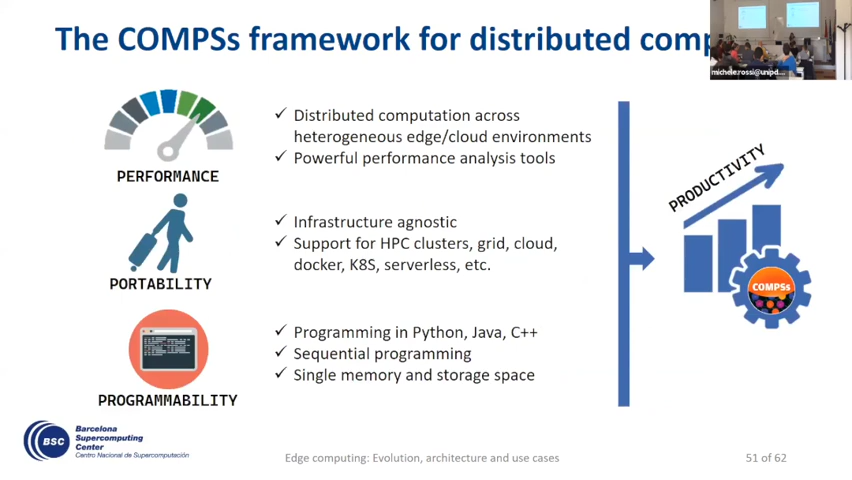 The COMPSs framework for distributed comp
michele.rossi@unipd....
PERFORMANCE
✓ Distributed computation across
heterogeneous edge/cloud environments
✓ Powerful performance analysis tools
PORTABILITY
✓ Infrastructure agnostic
✓ Support for HPC clusters, grid, cloud,
docker, K8S, serverless, etc.
PROGRAMMABILITY
✓ Programming in Python, Java, C++
✓ Sequential programming
✓ Single memory and storage space
PRODUCTIVITY
COMPSs
BSC
Barcelona
Supercomputing
Center
Centro Nacional de Supercomputación
Edge computing: Evolution, architecture and use cases
51 of 62